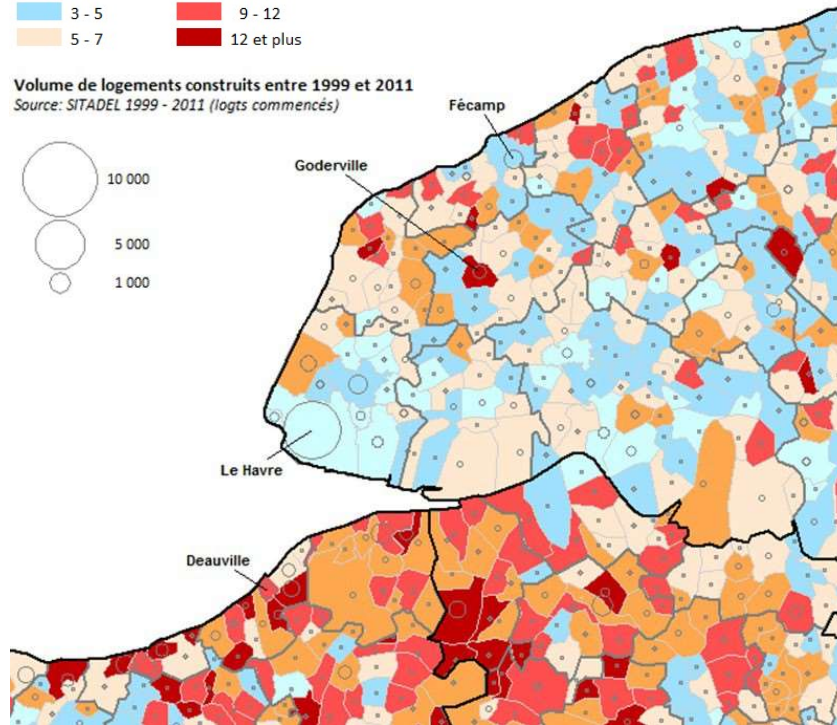 3 - 5
9 - 12
5 - 7
12 et plus
Volume de logements construits entre 1999 et 2011
Source: SITADEL 1999 - 2011 (logts commencés)
10 000
5 000
1 000
Fécamp
Goderville
Le Havre
Deauville